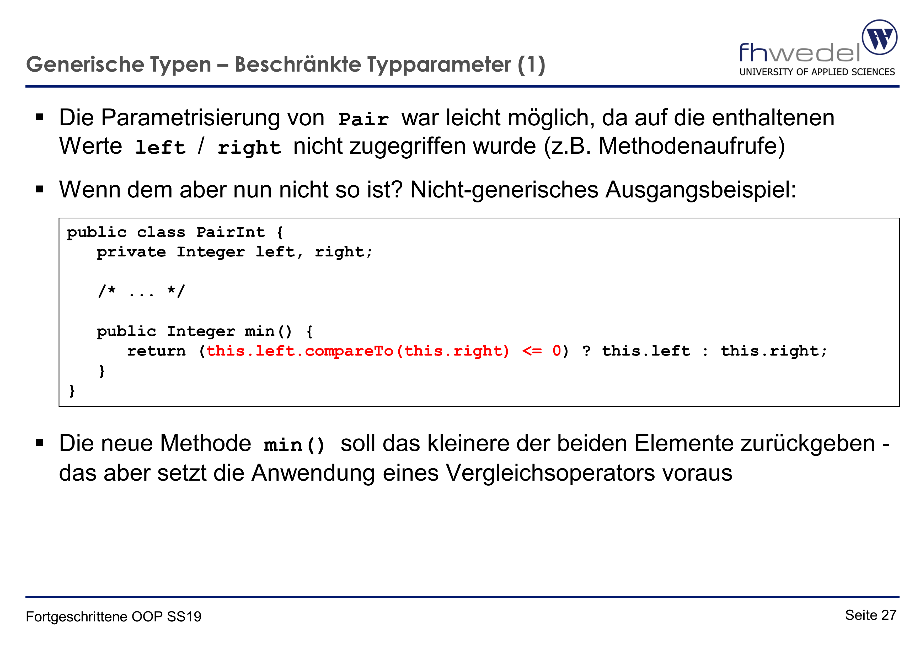 fhwedel
W
UNIVERSITY OF APPLIED SCIENCES
Generische Typen – Beschränkte Typparameter (1)
▪ Die Parametrisierung von Pair war leicht möglich, da auf die enthaltenen
Werte left / right nicht zugegriffen wurde (z.B. Methodenaufrufe)
▪ Wenn dem aber nun nicht so ist? Nicht-generisches Ausgangsbeispiel:
public class PairInt {
   private Integer left, right;
   /* ... */
   public Integer min() {
      return (this.left.compareTo(this.right) <= 0) ? this.left : this.right;
   }
}
▪ Die neue Methode min() soll das kleinere der beiden Elemente zurückgeben -
das aber setzt die Anwendung eines Vergleichsoperators voraus
Fortgeschrittene OOP SS19
Seite 27